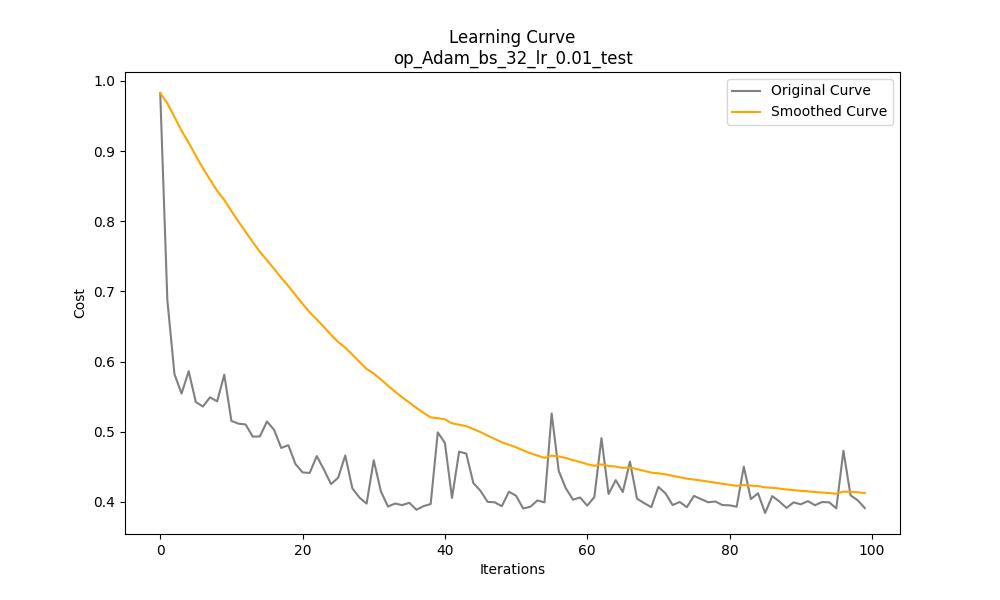 Learning Curve
op_Adam_bs_32_lr_0.01_test
Original Curve
Smoothed Curve
Cost
1.0
0.9
0.8
0.7
0.6
0.5
0.4
0 20 40 60 80 100
Iterations